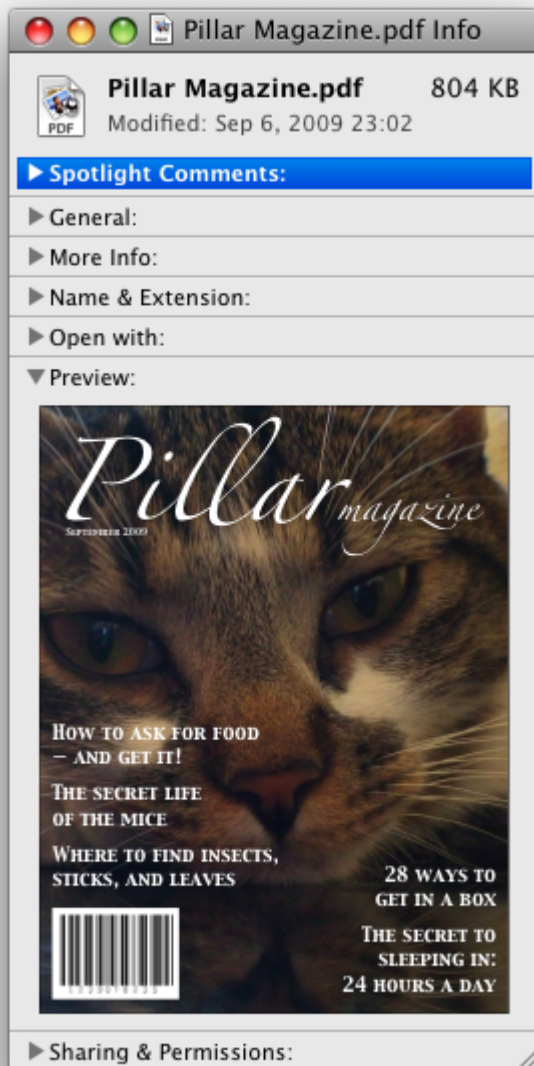 Pillar Magazine.pdf Info
Pillar Magazine.pdf 804 KB
PDF
Modified: Sep 6, 2009 23:02
Spotlight Comments:
General:
More Info:
Name & Extension:
Open with:
Preview:
Pillar magazine
September 2009
How to ask for food
– and get it!
The secret life
of the mice
Where to find insects,
sticks, and leaves
28 ways to
get in a box
The secret to
sleeping in:
24 hours a day
Sharing & Permissions: